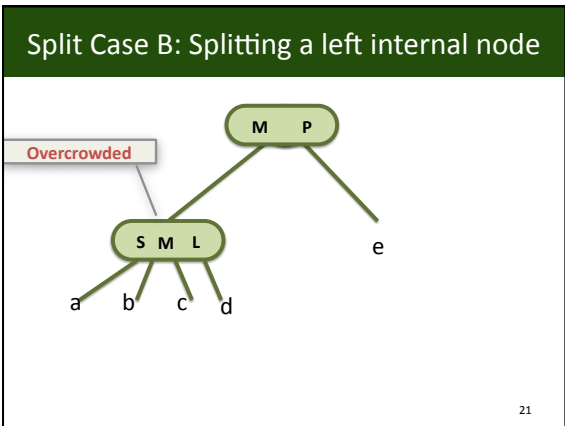 Split Case B: Splitting a left internal node
M P
Overcrowded
S M L
e
a b c d
21